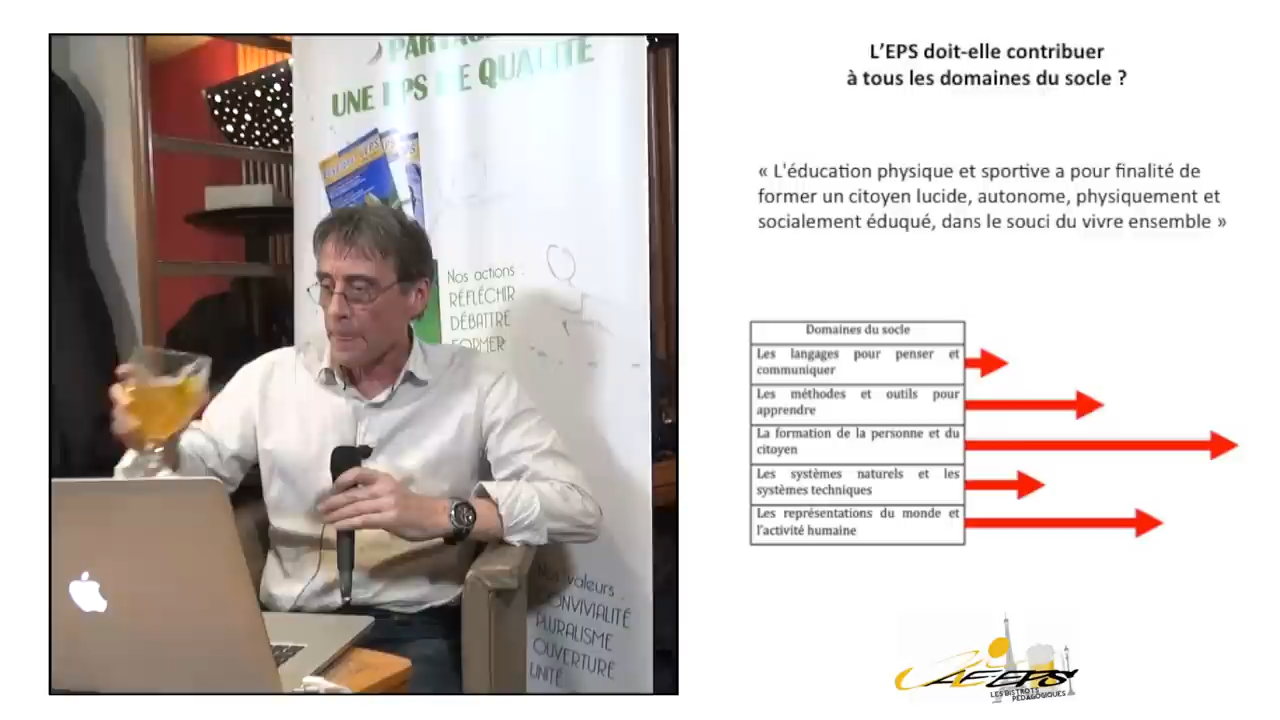 PARTAG
UNE EPS DE QUALITÉ
Nos actions :
RÉFLÉCHIR
DÉBATTRE
FORMER
Nos valeurs :
CONVIVIALITÉ
PLURALISME
OUVERTURE
UNITÉ
L’EPS doit-elle contribuer
à tous les domaines du socle ?
« L'éducation physique et sportive a pour finalité de
former un citoyen lucide, autonome, physiquement et
socialement éduqué, dans le souci du vivre ensemble »
Domaines du socle
Les langages pour penser et
communiquer
Les méthodes et outils pour
apprendre
La formation de la personne et du
citoyen
Les systèmes naturels et les
systèmes techniques
Les représentations du monde et
l’activité humaine
CAFEEPS
LES BISTROTS
PÉDAGOGIQUES